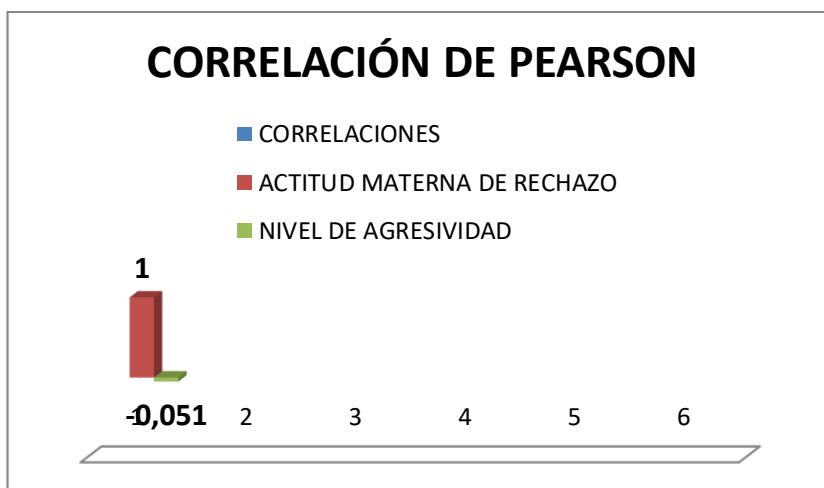 CORRELACIÓN DE PEARSON
CORRELACIONES
ACTITUD MATERNA DE RECHAZO
NIVEL DE AGRESIVIDAD
1
-0,051
1 2 3 4 5 6